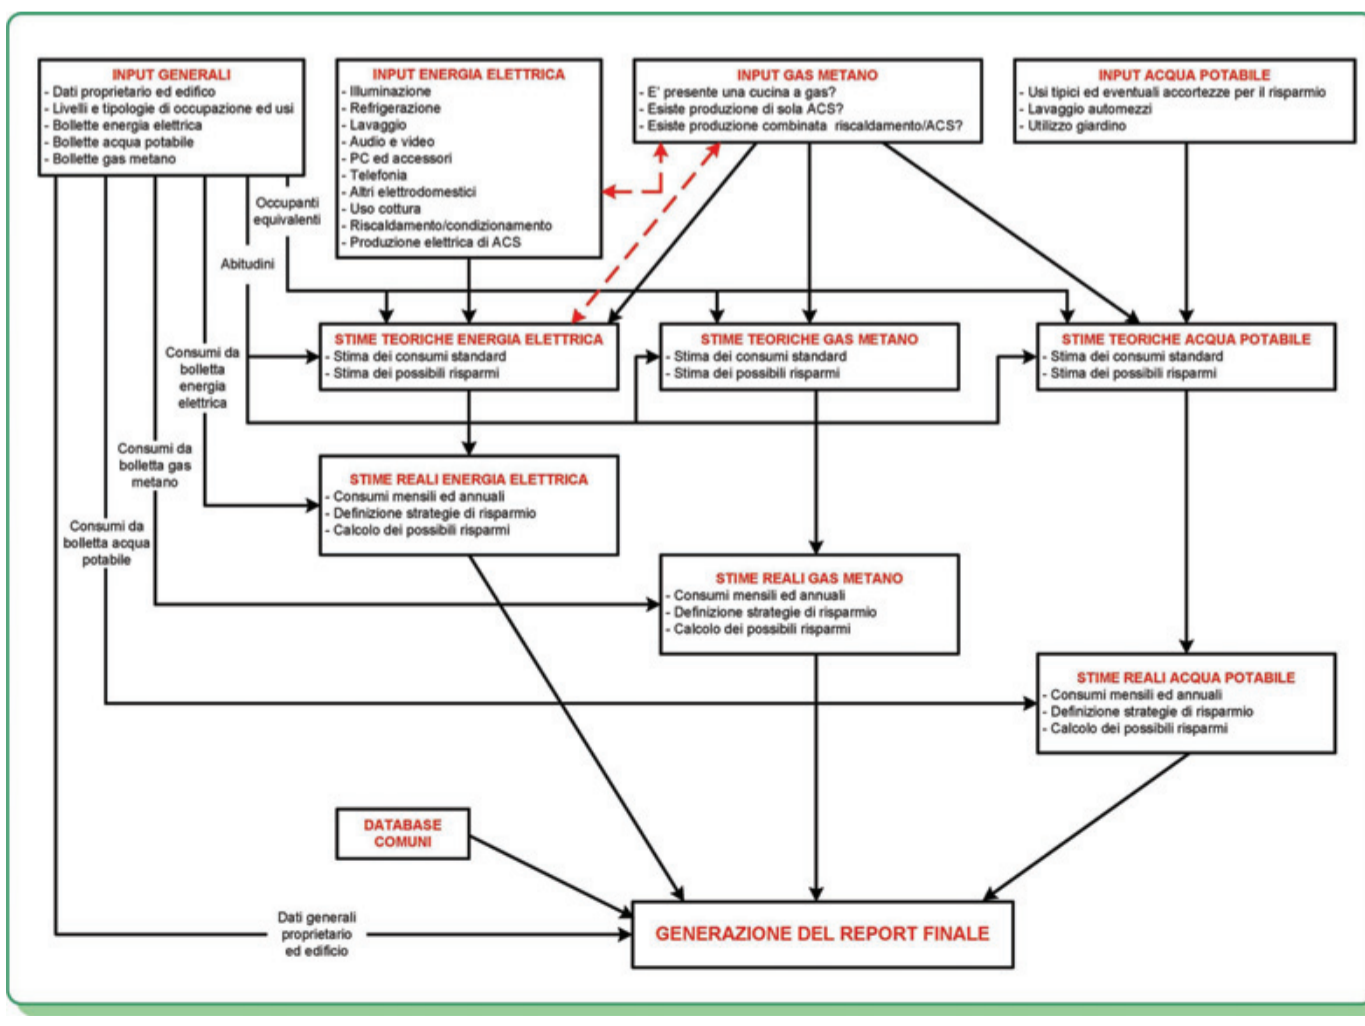 INPUT GENERALI
- Dati proprietario ed edifico
- Livelli e tipologie di occupazione ed usi
- Bollette energia elettrica
- Bollette acqua potabile
- Bollette gas metano
INPUT ENERGIA ELETTRICA
- Illuminazione
- Refrigerazione
- Lavaggio
- Audio e video
- PC ed accessori
- Telefonia
- Altri elettrodomestici
- Uso cottura
- Riscaldamento/condizionamento
- Produzione elettrica di ACS
INPUT GAS METANO
- E' presente una cucina a gas?
- Esiste produzione di sola ACS?
- Esiste produzione combinata riscaldamento/ACS?
INPUT ACQUA POTABILE
- Usi tipici ed eventuali accortezze per il risparmio
- Lavaggio automezzi
- Utilizzo giardino
Occupanti
equivalenti
Abitudini
STIME TEORICHE ENERGIA ELETTRICA
- Stima dei consumi standard
- Stima dei possibili risparmi
STIME TEORICHE GAS METANO
- Stima dei consumi standard
- Stima dei possibili risparmi
STIME TEORICHE ACQUA POTABILE
- Stima dei consumi standard
- Stima dei possibili risparmi
Consumi da
bolletta
energia
elettrica
Consumi da
bolletta gas
metano
Consumi da
bolletta acqua
potabile
STIME REALI ENERGIA ELETTRICA
- Consumi mensili ed annuali
- Definizione strategie di risparmio
- Calcolo dei possibili risparmi
STIME REALI GAS METANO
- Consumi mensili ed annuali
- Definizione strategie di risparmio
- Calcolo dei possibili risparmi
STIME REALI ACQUA POTABILE
- Consumi mensili ed annuali
- Definizione strategie di risparmio
- Calcolo dei possibili risparmi
DATABASE
COMUNI
Dati generali
proprietario
ed edificio
GENERAZIONE DEL REPORT FINALE